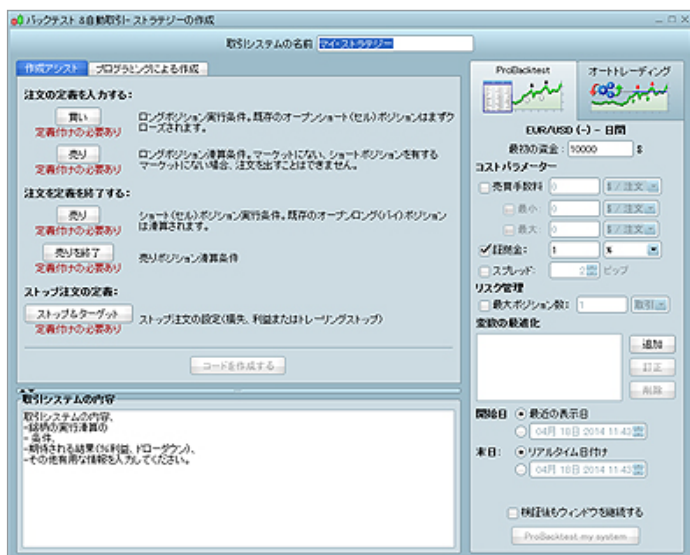 バックテスト &自動取引- ストラテジーの作成
取引システムの名前 マイ・ストラテジー
作成アシスト プログラミングによる作成
注文の定義を入力する:
買い
定義付けの必要あり
ロングポジション実行条件。既存のオープンショート(セル)ポジションはまずク
ローズされます。
売り
定義付けの必要あり
ロングポジション清算条件。マーケットにない、ショートポジションを有する
マーケットにない場合、注文を出すことはできません。
注文を定義を終了する:
売り
定義付けの必要あり
ショート(セル)ポジション実行条件。既存のオープンロング(バイ)ポジション
は清算されます。
売りを終了
定義付けの必要あり
売りポジション清算条件
ストップ注文の定義:
ストップ&ターゲット
定義付けの必要あり
ストップ注文の設定(損失、利益またはトレーリングストップ)
コードを作成する
取引システムの内容
取引システムの内容、
-銘柄の実行清算の
- 条件、
-期待される結果(%利益、ドローダウン)、
-その他有用な情報を入力してください。
ProBacktest
オートトレーディング
EUR/USD (-) - 日間
最初の資金: 10000 $
コストパラメーター
売買手数料 0 $ / 注文
最小: 0 $ / 注文
最大: 0 $ / 注文
証拠金: 1 %
スプレッド: 2 ピップ
リスク管理
最大ポジション数: 1 取引
変数の最適化
追加
訂正
削除
開始日 最近の表示日
04月 18日 2014 11:43
末日: リアルタイム日付け
04月 18日 2014 11:43
検証後もウィンドウを継続する
ProBacktest my system